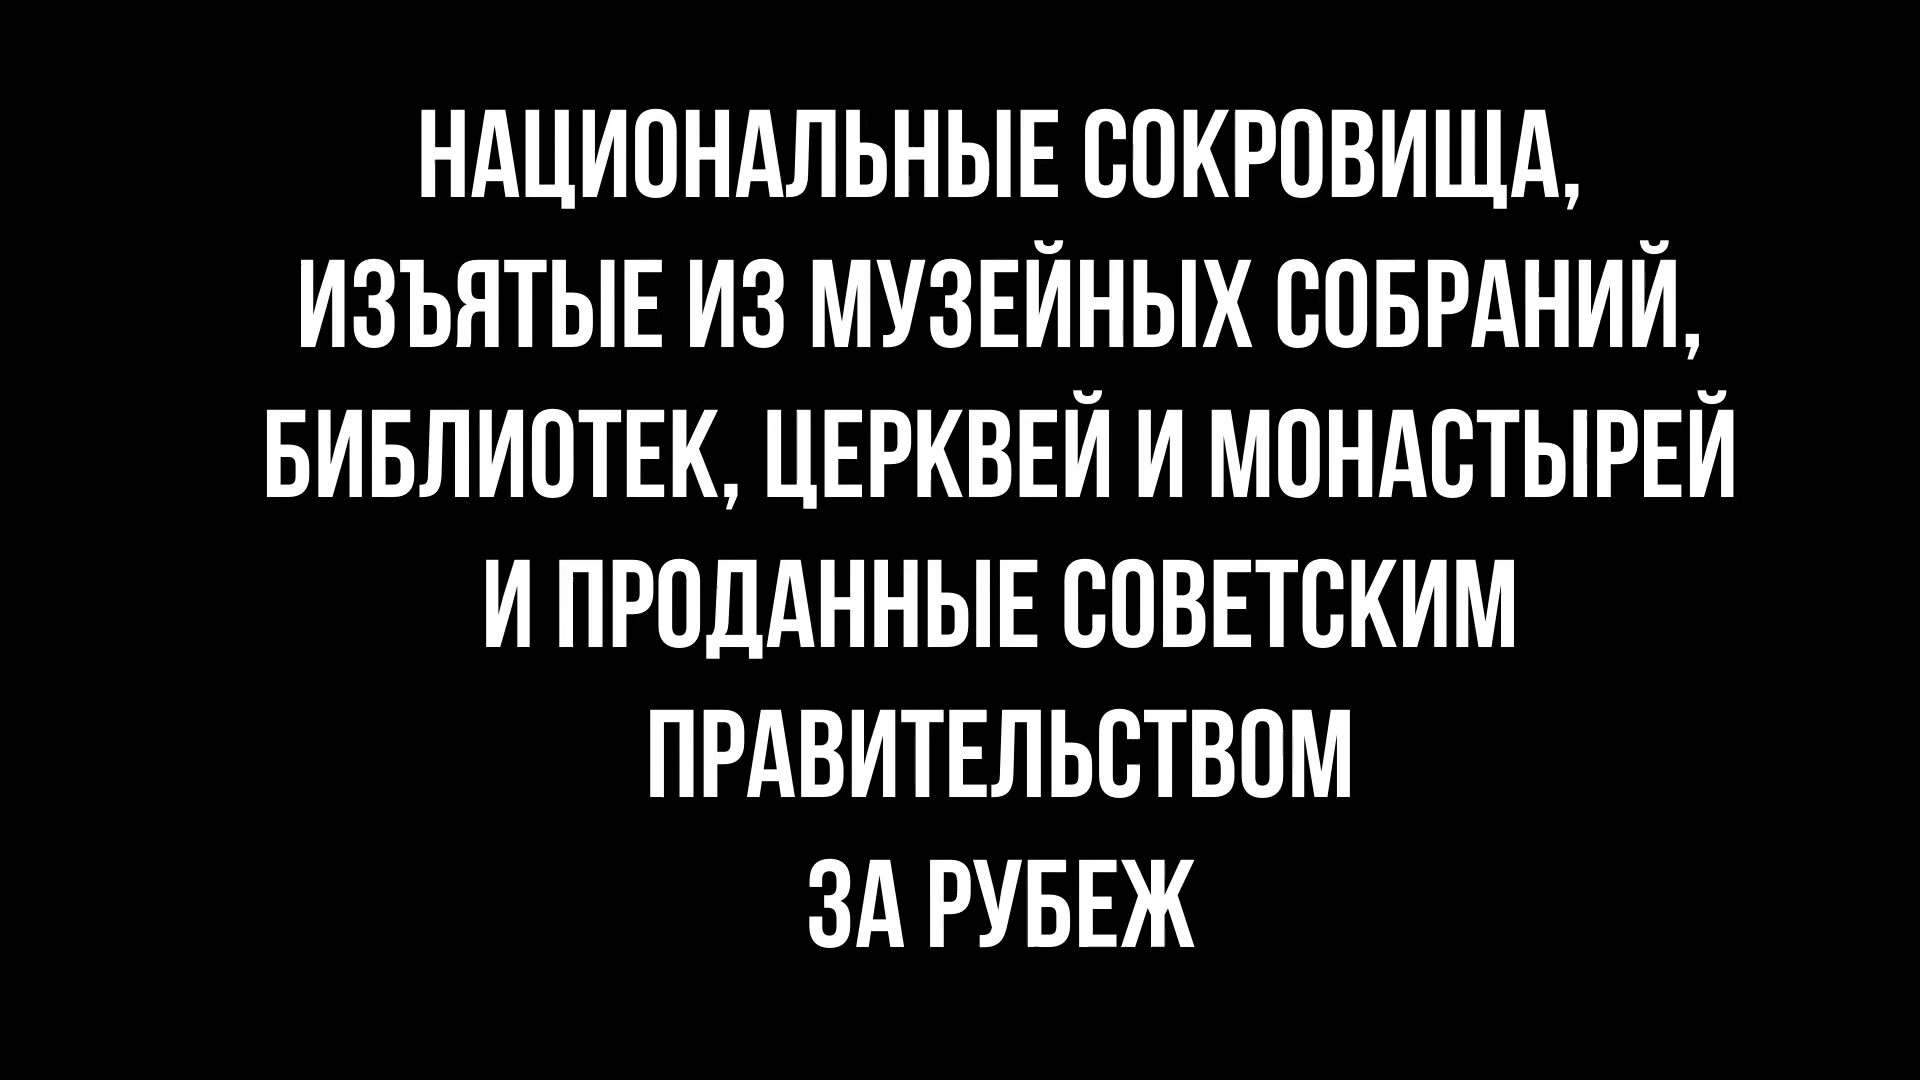 НАЦИОНАЛЬНЫЕ СОКРОВИЩА,
ИЗЪЯТЫЕ ИЗ МУЗЕЙНЫХ СОБРАНИЙ,
БИБЛИОТЕК, ЦЕРКВЕЙ И МОНАСТЫРЕЙ
И ПРОДАННЫЕ СОВЕТСКИМ
ПРАВИТЕЛЬСТВОМ
ЗА РУБЕЖ